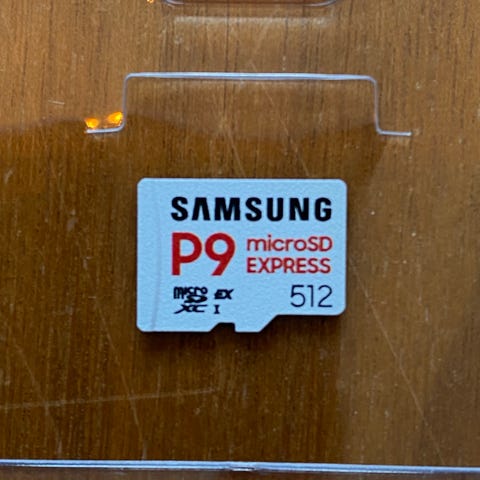 SAMSUNG
P9 microSD
EXPRESS
micro SD EX
XC I
512